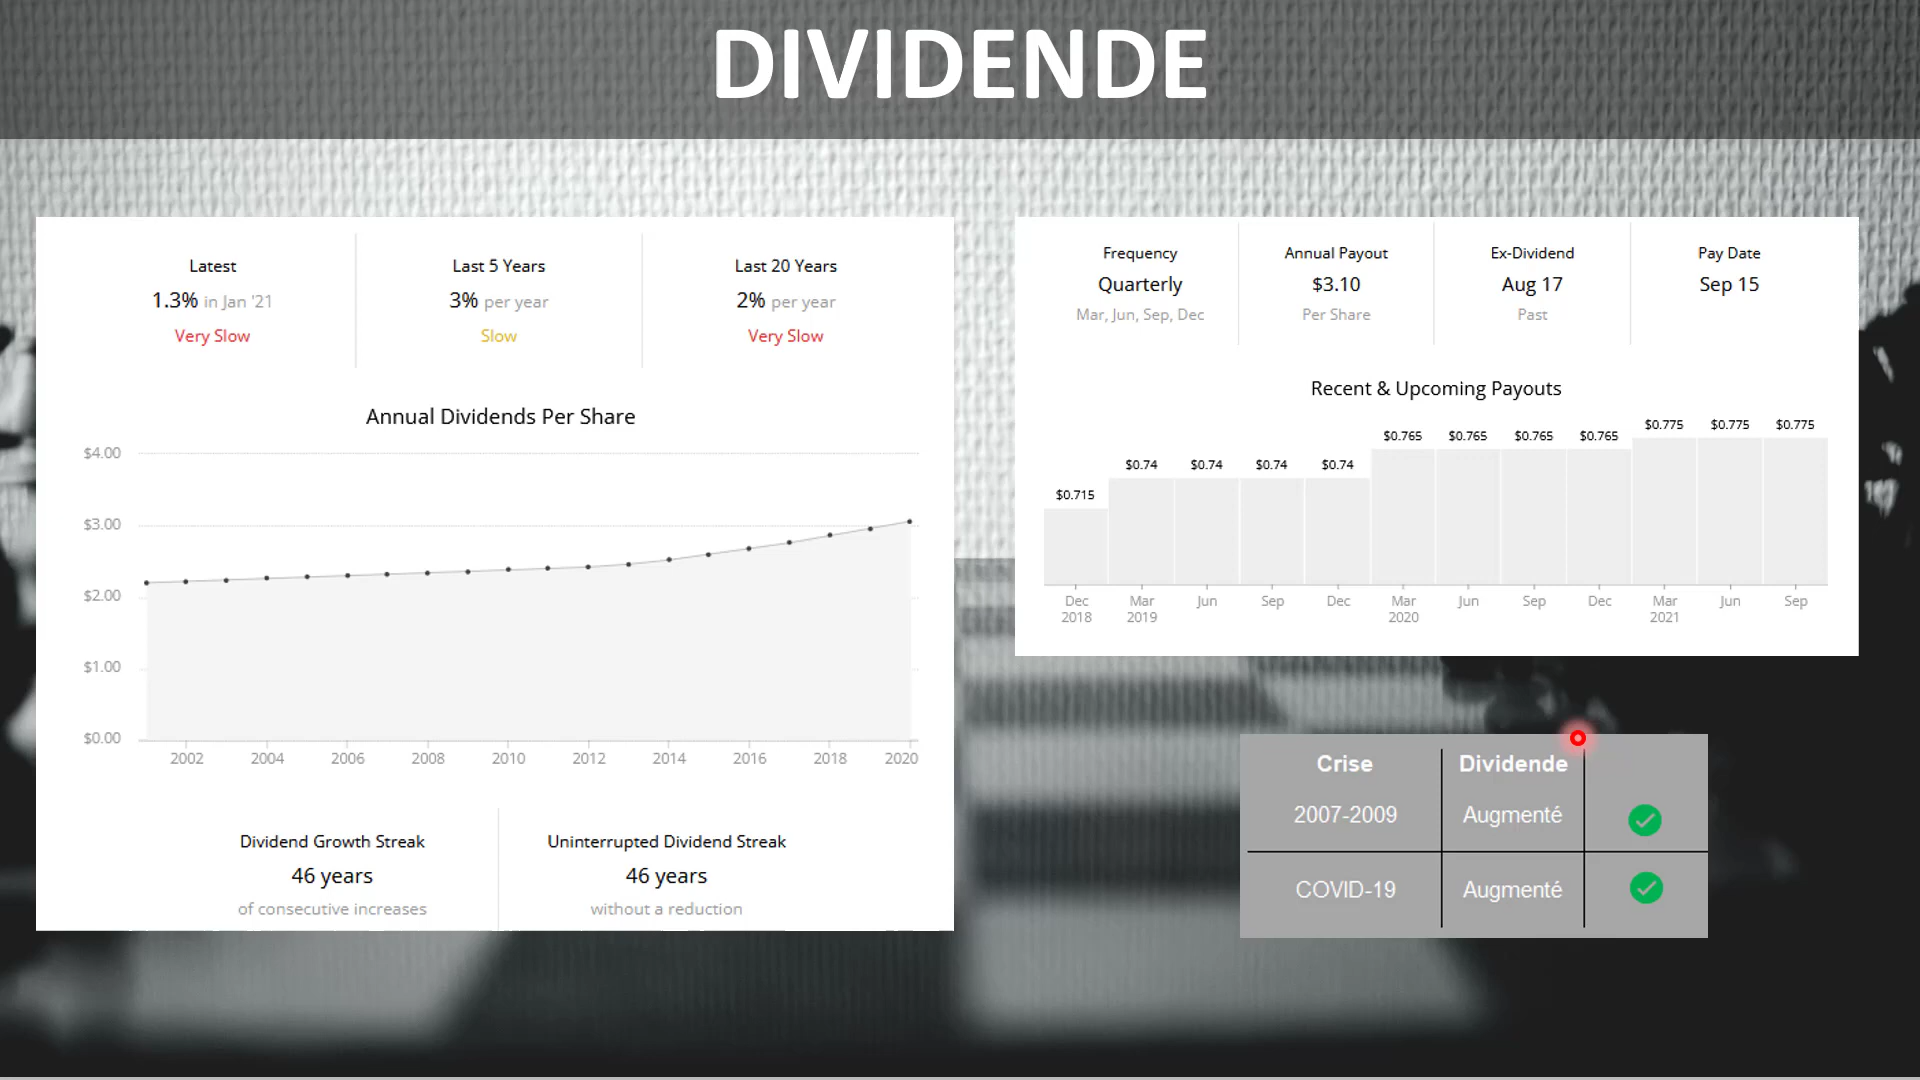 DIVIDENDE
Latest
1.3% in Jan '21
Very Slow
Last 5 Years
3% per year
Slow
Last 20 Years
2% per year
Very Slow
Annual Dividends Per Share
$4.00
$3.00
$2.00
$1.00
$0.00
2002 2004 2006 2008 2010 2012 2014 2016 2018 2020
Dividend Growth Streak
46 years
of consecutive increases
Uninterrupted Dividend Streak
46 years
without a reduction
Frequency
Quarterly
Mar, Jun, Sep, Dec
Annual Payout
$3.10
Per Share
Ex-Dividend
Aug 17
Past
Pay Date
Sep 15
Recent & Upcoming Payouts
$0.715 $0.74 $0.74 $0.74 $0.74 $0.765 $0.765 $0.765 $0.765 $0.775 $0.775 $0.775
Dec Mar Jun Sep Dec Mar Jun Sep Dec Mar Jun Sep
2018 2019 2020 2021
Crise Dividende
2007-2009 Augmenté
COVID-19 Augmenté